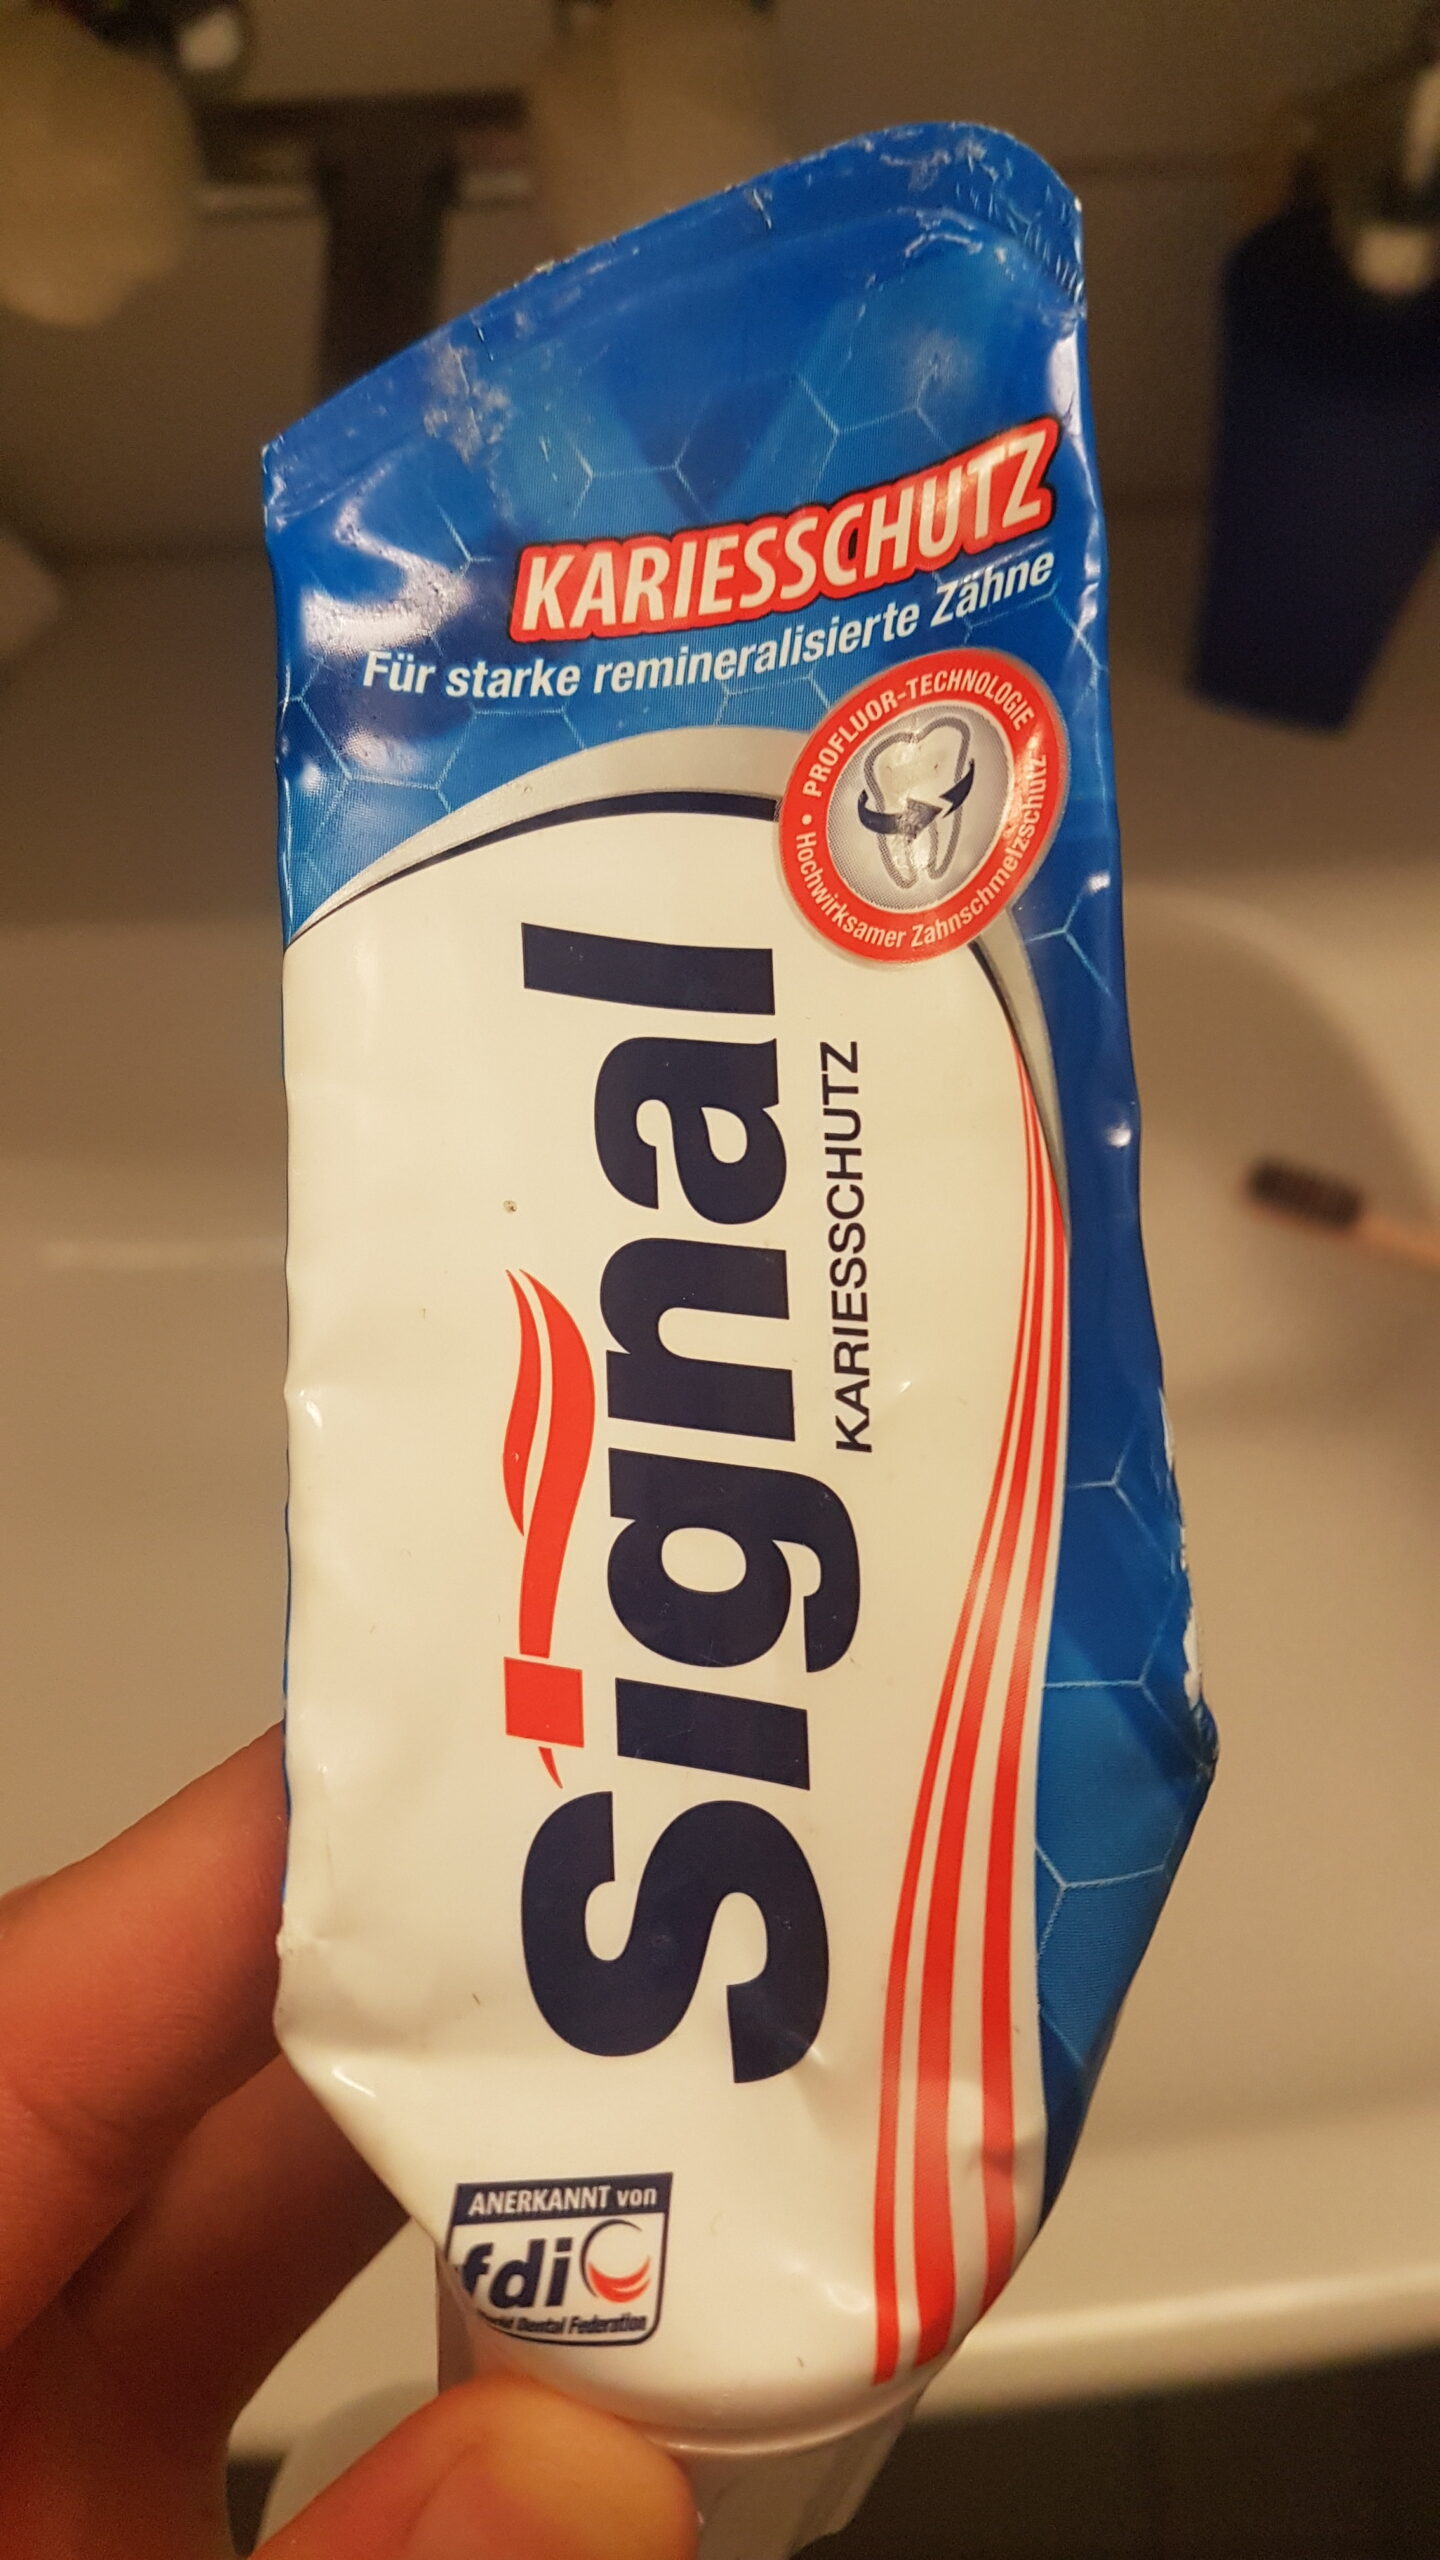 KARIESSCHUTZ
Für starke remineralisierte Zähne
• PROFLUOR-TECHNOLOGIE •
Hochwirksamer Zahnschmelzschutz
Signal
KARIESSCHUTZ
ANERKANNT von
fdi
World Dental Federation